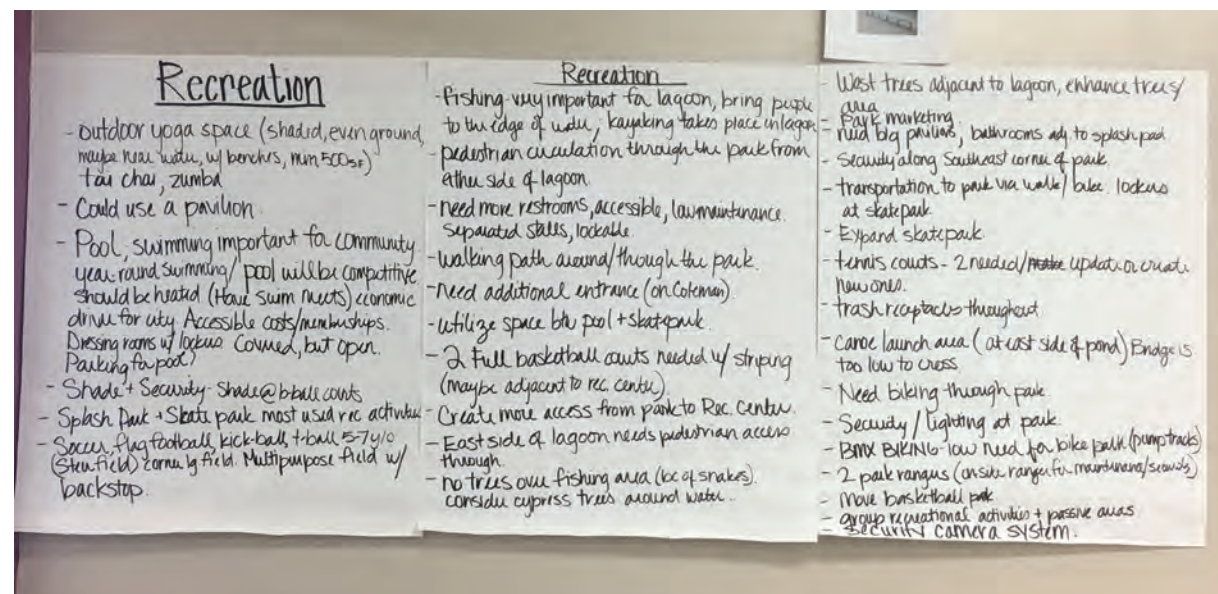 Recreation
- outdoor yoga space (shaded, even ground,
maybe near water, w/ benches, min 500SF)
tai chai, zumba
- Could use a pavilion.
- Pool, swimming important for community
year-round swimming/ pool will be competitive
should be heated (Have swim meets) economic
driver for city Accessible costs/memberships.
Dressing rooms w/ lockers Covered, but open.
Parking for pool?
- Shade + Security- Shade@b-ball courts
- Splash Park + Skate park most used rec activities
- Soccer, flag football, kick-ball, t-ball 5-7y/o
(Stenfield) corner lg field. Multipurpose field w/
backstop.
Recreation
- fishing-very important for lagoon, bring people
to the edge of water, kayaking takes place in lagoon
- pedestrian circulation through the park from
either side of lagoon.
- need more restrooms, accessible, low maintenance.
separated stalls, lockable.
- walking path around/through the park.
- need additional entrance (on Coleman).
- utilize space btw pool + skatepark.
- 2 full basketball courts needed w/ striping
(maybe adjacent to rec. center).
- Create more access from park to Rec. Center.
- East side of lagoon needs pedestrian access
through.
- no trees over fishing area (bc of snakes).
consider cypress trees around water.
- Want trees adjacent to lagoon, enhance trees/
area
- Park marketing
- need big pavilions, bathrooms adj. to splash pad
- Security along Southeast corner of park.
- transportation to park via walk/ bike. lockers
at skatepark
- Expand skatepark
- tennis courts - 2 needed/ update or create
new ones.
- trash receptacles throughout
- Canoe launch area (at east side of pond) Bridge is
too low to cross
- Need biking through park.
- Security / lighting at park.
- BMX BIKING- low need for bike park (pump tracks)
- 2 park rangers (onsite ranger for maintenance/security)
- move basketball park
- group recreational activities + passive areas
- security camera system.